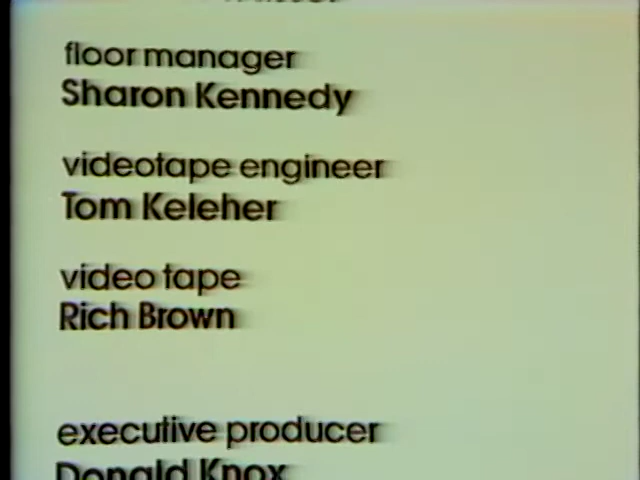 floor manager
Sharon Kennedy
videotape engineer
Tom Keleher
video tape
Rich Brown
executive producer
Donald Knox